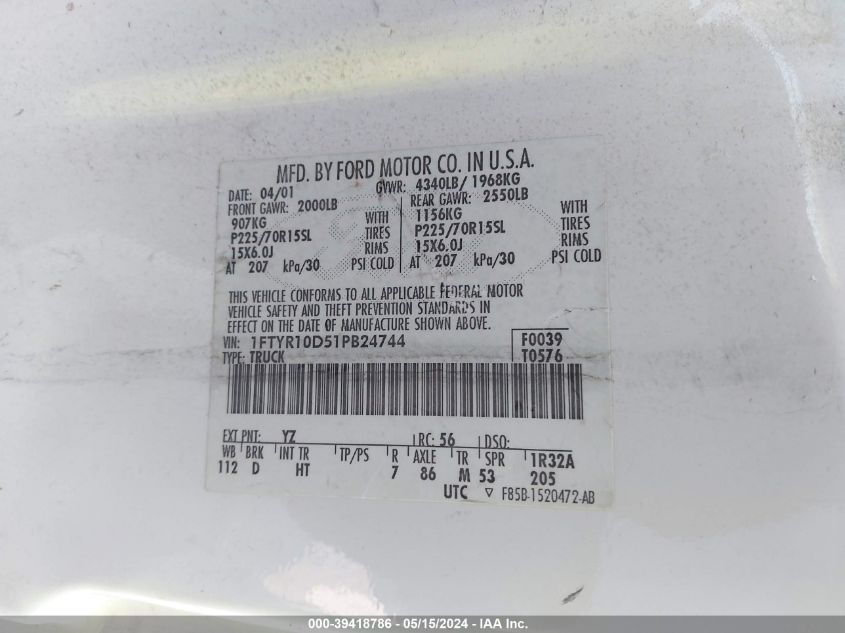 MFD. BY FORD MOTOR CO. IN U.S.A.
DATE: 04/01 GVWR: 4340LB/ 1968KG
FRONT GAWR: 2000LB REAR GAWR: 2550LB
907KG WITH 1156KG WITH
P225/70R15SL TIRES P225/70R15SL TIRES
15X6.0J RIMS 15X6.0J RIMS
AT 207 kPa/30 PSI COLD AT 207 kPa/30 PSI COLD
THIS VEHICLE CONFORMS TO ALL APPLICABLE FEDERAL MOTOR
VEHICLE SAFETY AND THEFT PREVENTION STANDARDS IN
EFFECT ON THE DATE OF MANUFACTURE SHOWN ABOVE.
VIN: 1FTYR10D51PB24744 F0039
TYPE: TRUCK T0576
EXT PNT: YZ RC: 56 DSO:
WB BRK INT TR TP/PS R AXLE TR SPR 1R32A
112 D HT 7 86 M 53 205
UTC ▽ F85B-1520472-AB
000-39418786 - 05/15/2024 - IAA Inc.